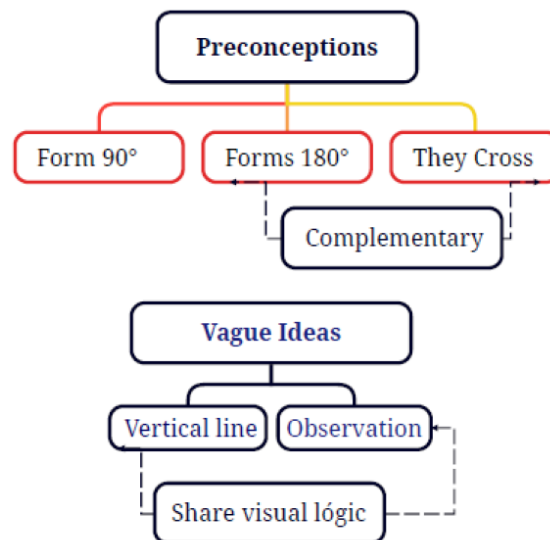 Preconceptions
Form 90°
Forms 180°
They Cross
Complementary
Vague Ideas
Vertical line
Observation
Share visual lógic